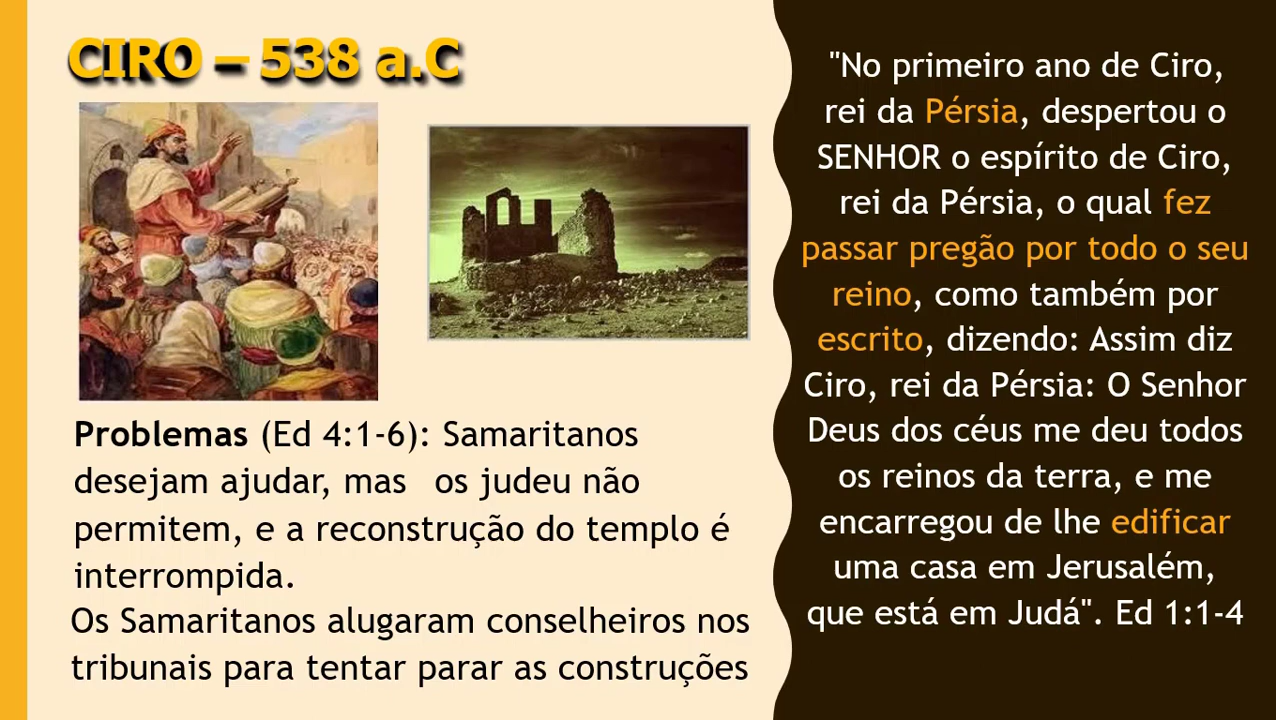 CIRO – 538 a.C
Problemas (Ed 4:1-6): Samaritanos
desejam ajudar, mas os judeu não
permitem, e a reconstrução do templo é
interrompida.
Os Samaritanos alugaram conselheiros nos
tribunais para tentar parar as construções
"No primeiro ano de Ciro,
rei da Pérsia, despertou o
SENHOR o espírito de Ciro,
rei da Pérsia, o qual fez
passar pregão por todo o seu
reino, como também por
escrito, dizendo: Assim diz
Ciro, rei da Pérsia: O Senhor
Deus dos céus me deu todos
os reinos da terra, e me
encarregou de lhe edificar
uma casa em Jerusalém,
que está em Judá". Ed 1:1-4